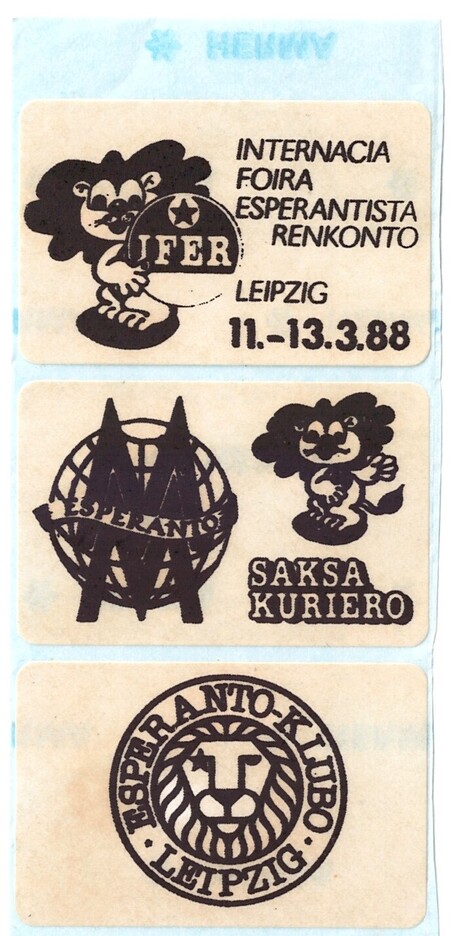 HERMA
INTERNACIA
FOIRA
ESPERANTISTA
RENKONTO
IFER
LEIPZIG
11.-13.3.88
ESPERANTO
SAKSA
KURIERO
ESPERANTO-KLUBO
· LEIPZIG ·